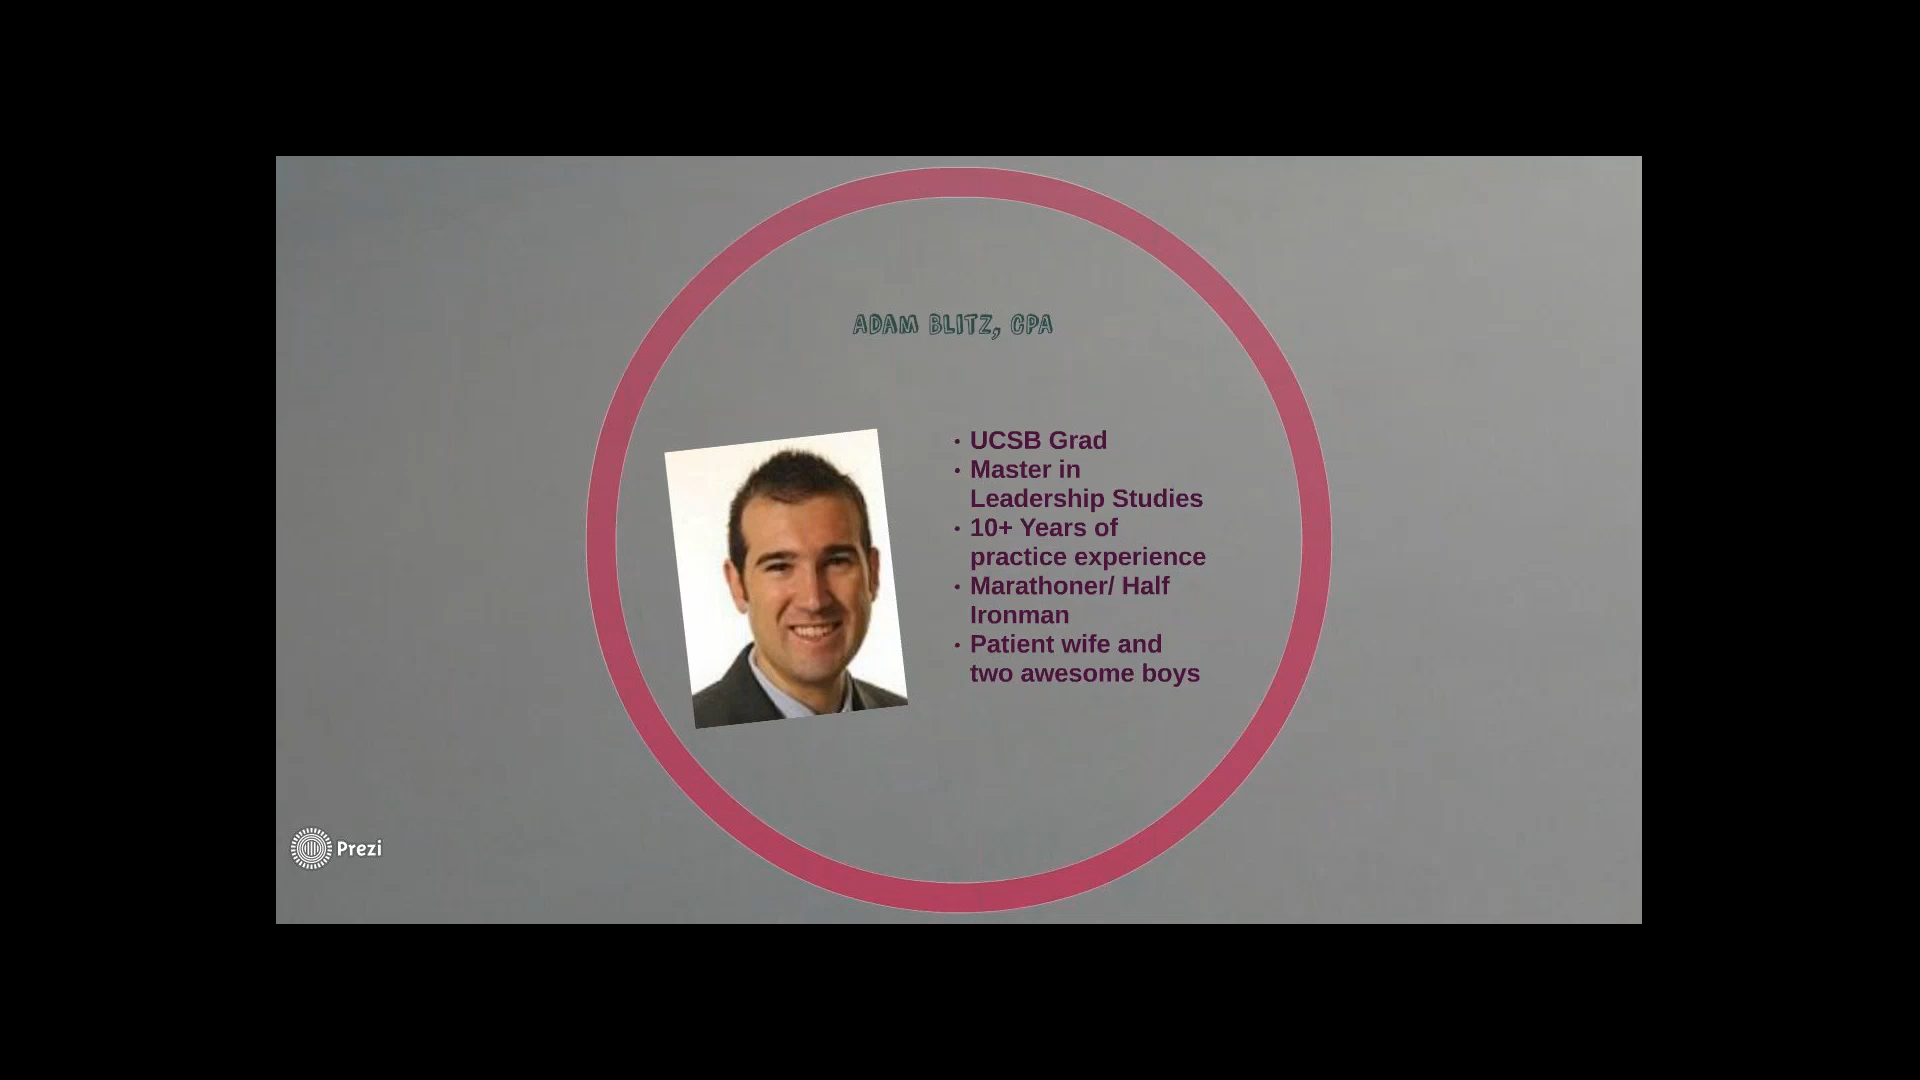 ADAM BLITZ, CPA
• UCSB Grad
• Master in
Leadership Studies
• 10+ Years of
practice experience
• Marathoner/ Half
Ironman
• Patient wife and
two awesome boys
Prezi